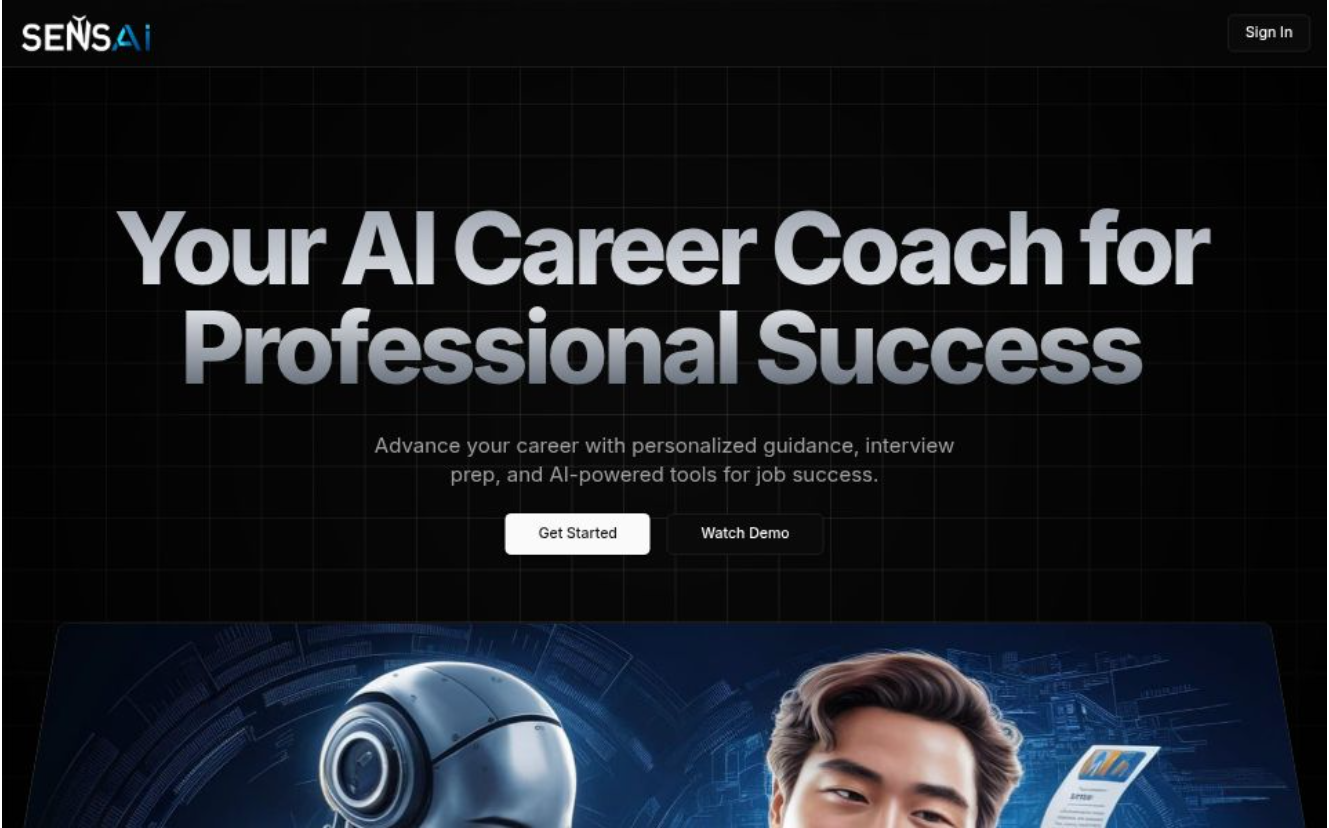 SENSAi
Sign In
Your AI Career Coach for
Professional Success
Advance your career with personalized guidance, interview
prep, and AI-powered tools for job success.
Get Started
Watch Demo